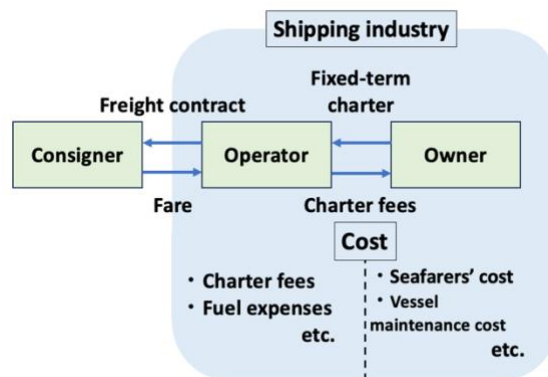 Shipping industry
Fixed-term
charter
Freight contract
Consigner
Operator
Owner
Fare
Charter fees
Cost
・Charter fees
・Fuel expenses
etc.
・Seafarers’ cost
・Vessel
maintenance cost
etc.